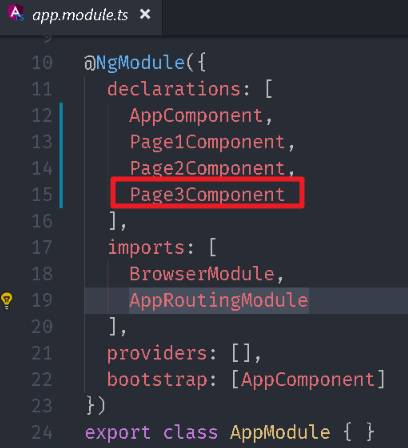 app.module.ts
9
10 @NgModule({
11 declarations: [
12 AppComponent,
13 Page1Component,
14 Page2Component,
15 Page3Component
16 ],
17 imports: [
18 BrowserModule,
19 AppRoutingModule
20 ],
21 providers: [],
22 bootstrap: [AppComponent]
23 })
24 export class AppModule { }